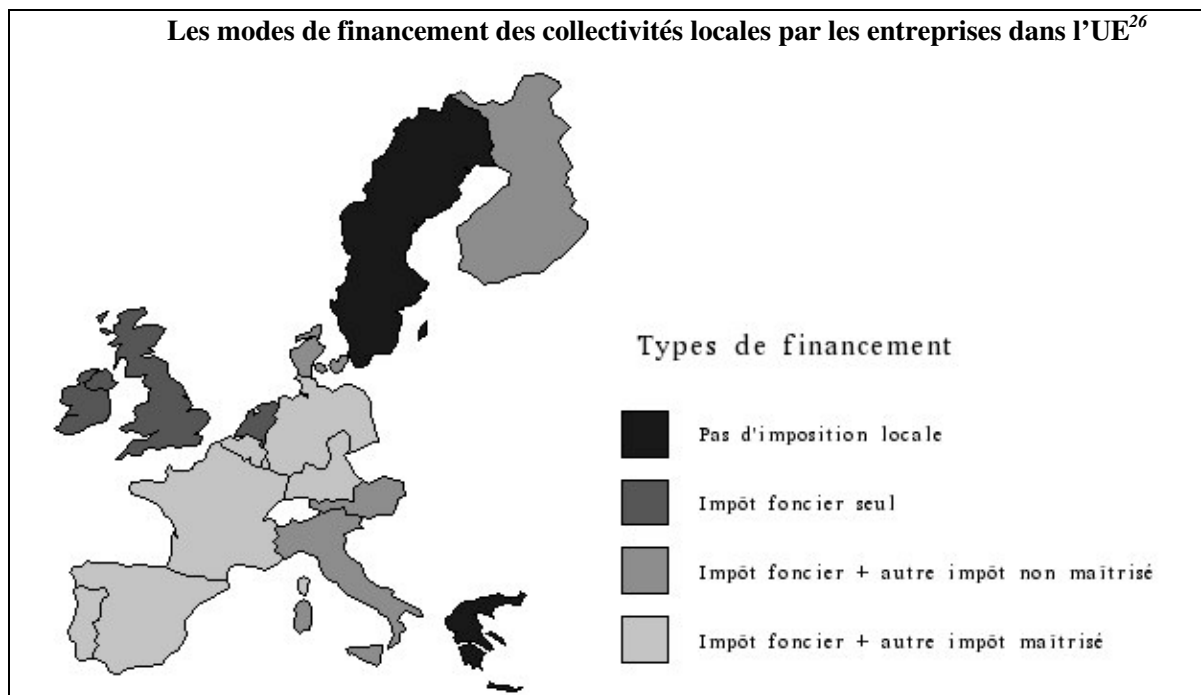 Les modes de financement des collectivités locales par les entreprises dans l'UE26
Types de financement
Pas d'imposition locale
Impôt foncier seul
Impôt foncier + autre impôt non maîtrisé
Impôt foncier + autre impôt maîtrisé